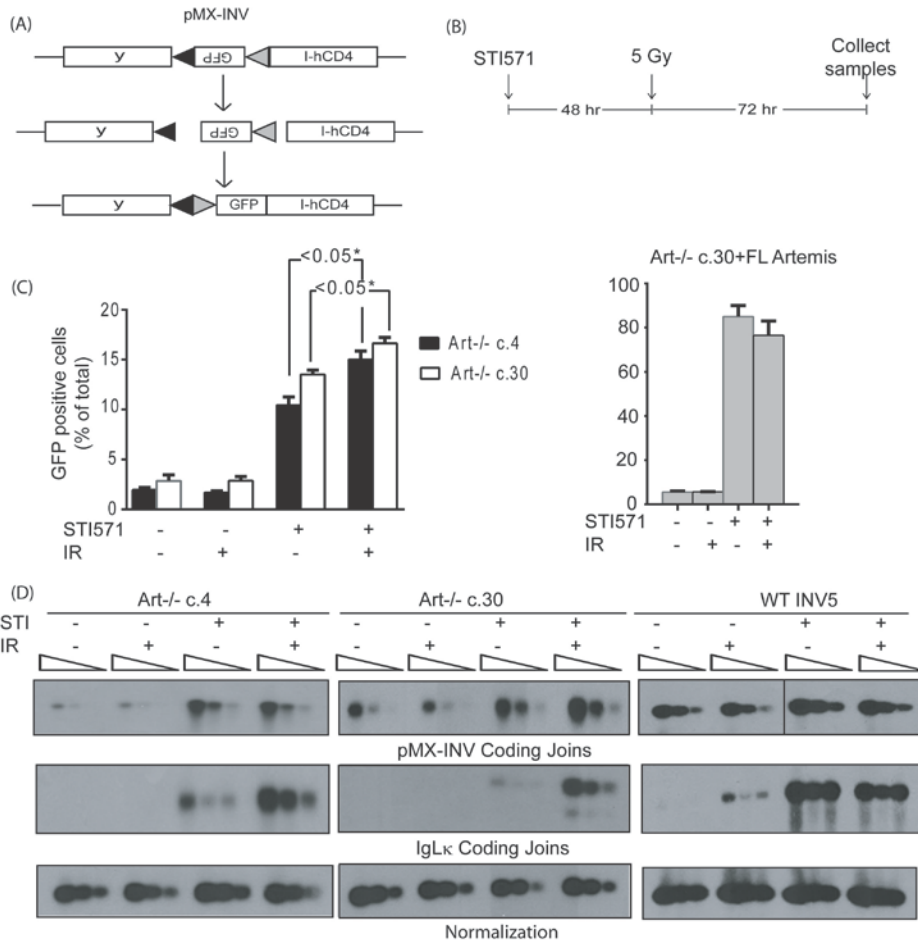 (A)
pMX-INV
У
GFP
I-hCD4
У
GFP
I-hCD4
У
GFP
I-hCD4
(B)
STI571
5 Gy
Collect
samples
48 hr
72 hr
(C)
GFP positive cells
(% of total)
20
15
10
5
0
<0.05*
<0.05*
Art-/- c.4
Art-/- c.30
STI571 - - + +
IR - + - +
Art-/- c.30+FL Artemis
100
80
60
40
20
0
STI571 - - + +
IR - + - +
(D)
Art-/- c.4 Art-/- c.30 WT INV5
STI - - + + - - + + - - + +
IR - + - + - + - + - + - +
pMX-INV Coding Joins
IgLκ Coding Joins
Normalization